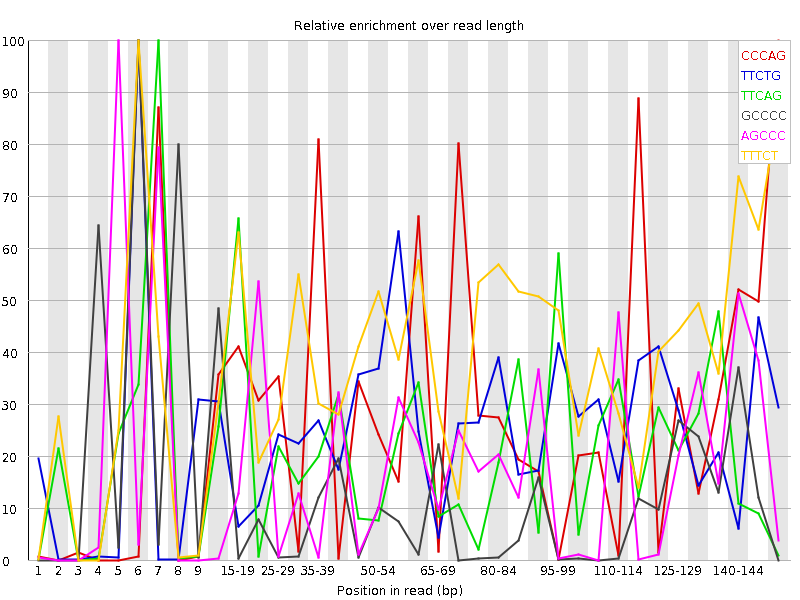 Relative enrichment over read length
100
90
80
70
60
50
40
30
20
10
0
CCCAG
TTCTG
TTCAG
GCCCC
AGCCC
TTTCT
1 2 3 4 5 6 7 8 9 15-19 25-29 35-39 50-54 65-69 80-84 95-99 110-114 125-129 140-144
Position in read (bp)